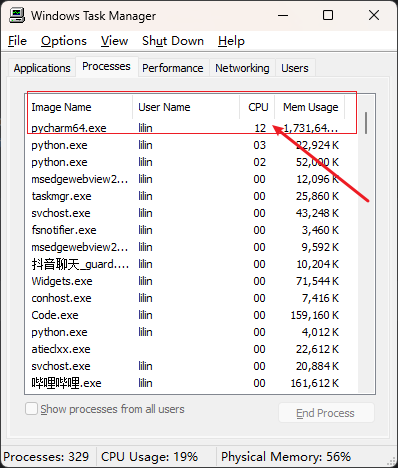 Windows Task Manager
File Options View Shut Down Help
Applications Processes Performance Networking Users
Image Name User Name CPU Mem Usage
pycharm64.exe lilin 12 1,731,64...
python.exe lilin 03 22,924 K
python.exe lilin 02 52,000 K
msedgewebview2... lilin 00 12,096 K
taskmgr.exe lilin 00 25,860 K
svchost.exe lilin 00 43,248 K
fsnotifier.exe lilin 00 3,460 K
msedgewebview2... lilin 00 9,592 K
抖音聊天_guard.... lilin 00 10,204 K
Widgets.exe lilin 00 71,544 K
conhost.exe lilin 00 7,416 K
Code.exe lilin 00 159,160 K
python.exe lilin 00 4,012 K
atieclxx.exe 00 22,612 K
svchost.exe lilin 00 20,884 K
哔哩哔哩.exe lilin 00 161,612 K
Show processes from all users
End Process
Processes: 329 CPU Usage: 19% Physical Memory: 56%